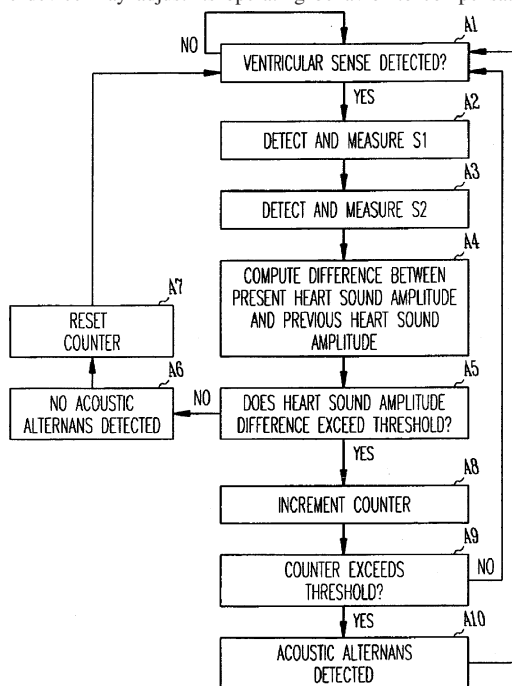 A1
NO
VENTRICULAR SENSE DETECTED?
YES
A2
DETECT AND MEASURE S1
A3
DETECT AND MEASURE S2
A4
COMPUTE DIFFERENCE BETWEEN
PRESENT HEART SOUND AMPLITUDE
AND PREVIOUS HEART SOUND
AMPLITUDE
A7
RESET
COUNTER
A6
NO ACOUSTIC
ALTERNANS DETECTED
NO
A5
DOES HEART SOUND AMPLITUDE
DIFFERENCE EXCEED THRESHOLD?
YES
A8
INCREMENT COUNTER
A9
COUNTER EXCEEDS
THRESHOLD?
NO
YES
A10
ACOUSTIC ALTERNANS
DETECTED